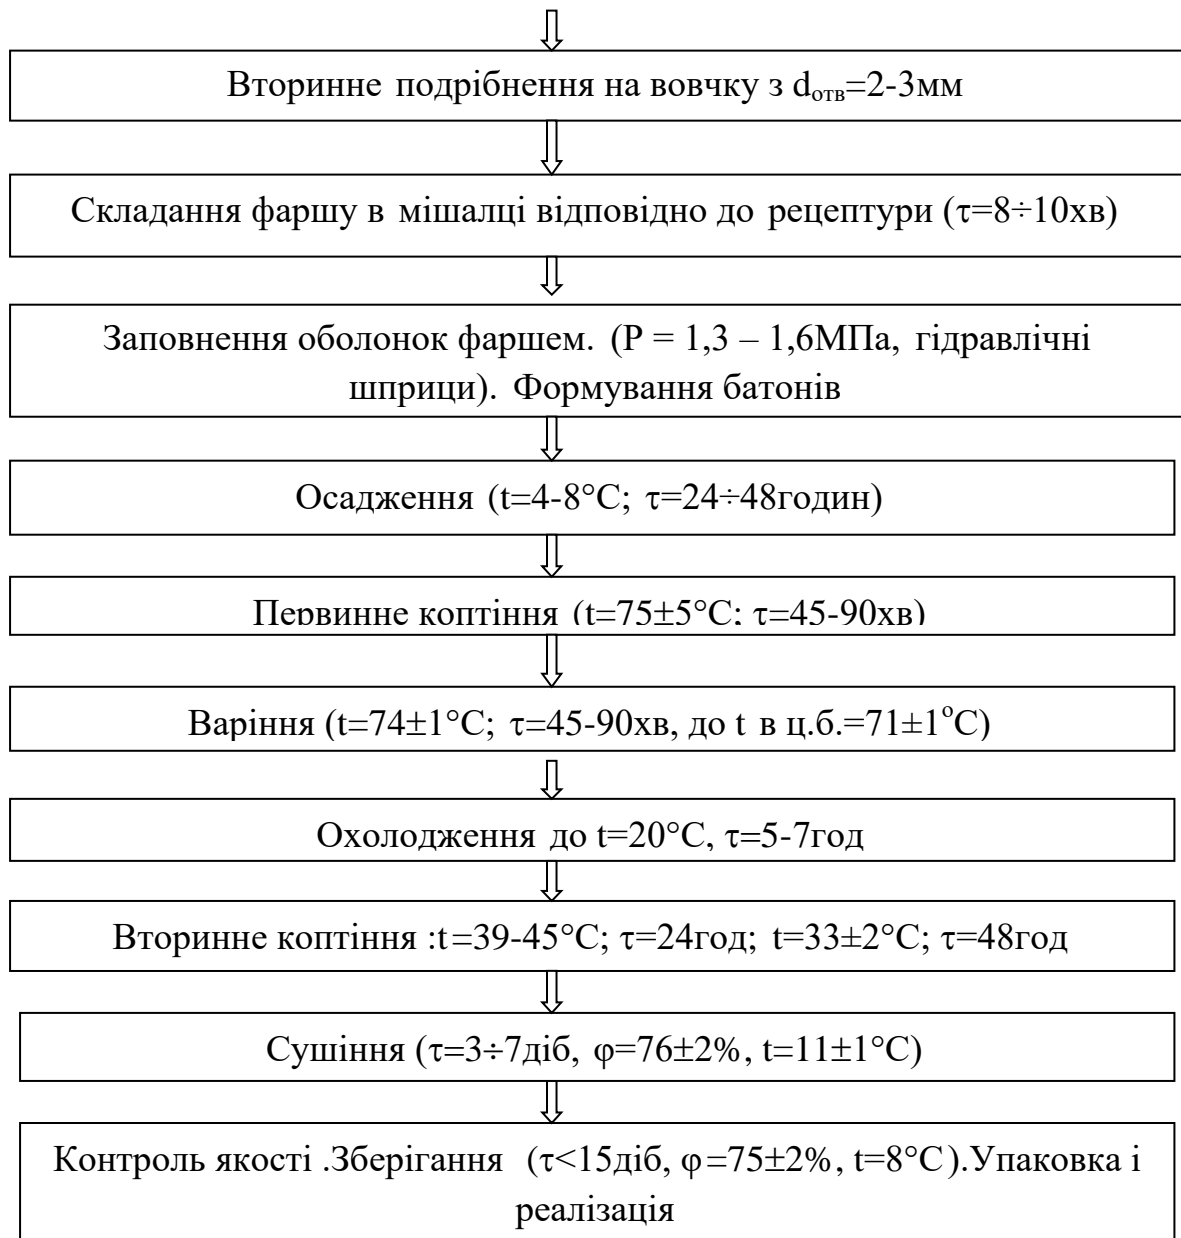 Вторинне подрібнення на вовчку з dотв=2-3мм
Складання фаршу в мішалці відповідно до рецептури (τ=8÷10хв)
Заповнення оболонок фаршем. (Р = 1,3 – 1,6МПа, гідравлічні
шприци). Формування батонів
Осадження (t=4-8°С; τ=24÷48годин)
Первинне коптіння (t=75±5°С; τ=45-90хв)
Варіння (t=74±1°С; τ=45-90хв, до t в ц.б.=71±1°С)
Охолодження до t=20°С, τ=5-7год
Вторинне коптіння :t=39-45°С; τ=24год; t=33±2°С; τ=48год
Сушіння (τ=3÷7діб, φ=76±2%, t=11±1°С)
Контроль якості .Зберігання (τ<15діб, φ=75±2%, t=8°С).Упаковка і
реалізація